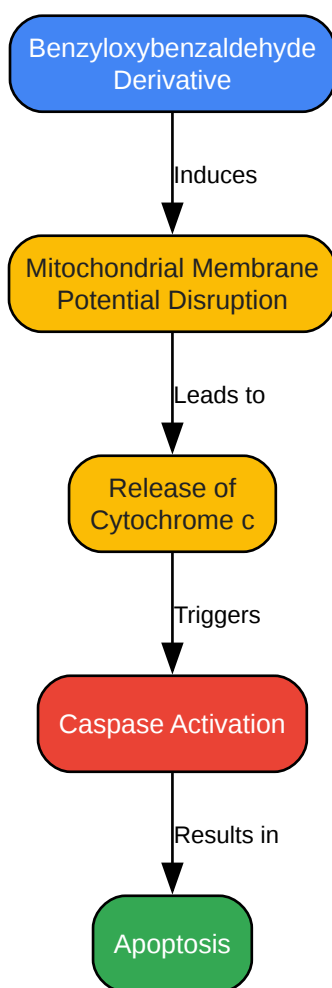 Benzyloxybenzaldehyde
Derivative
Induces
Mitochondrial Membrane
Potential Disruption
Leads to
Release of
Cytochrome c
Triggers
Caspase Activation
Results in
Apoptosis